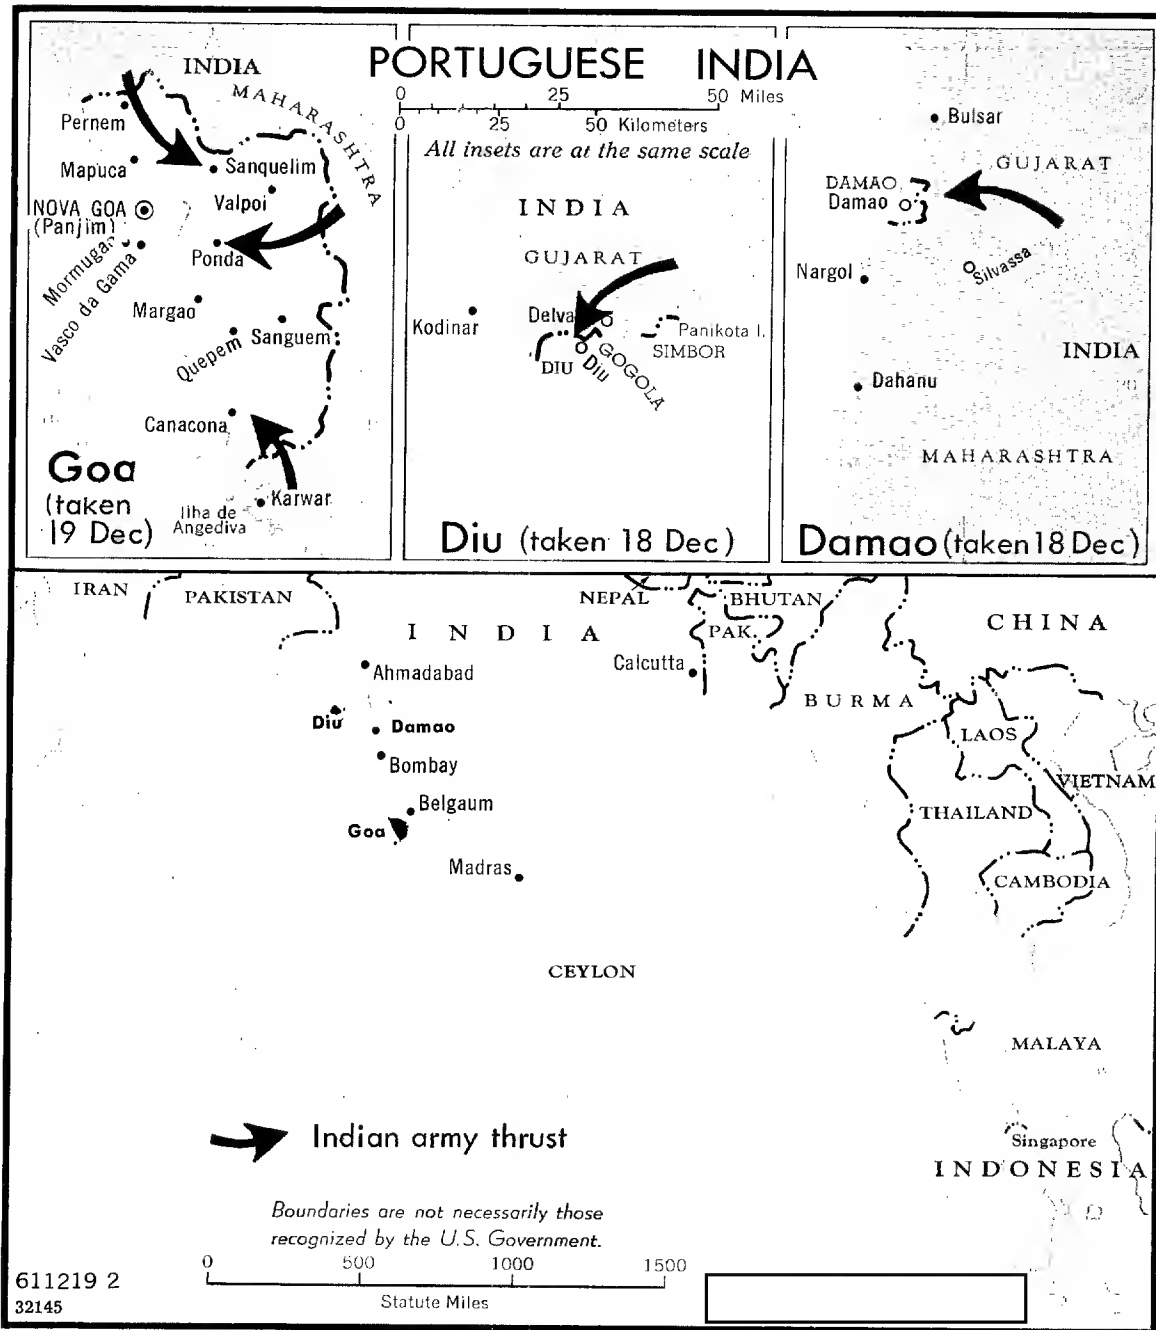 PORTUGUESE INDIA
0 25 50 Miles
0 25 50 Kilometers
All insets are at the same scale
INDIA
MAHARASHTRA
Pernem
Mapuca
Sanquelim
Valpoi
NOVA GOA
(Panjim)
Mormugao
Vasco da Gama
Ponda
Margao
Quepem
Sanguem
Canacona
Karwar
Ilha de
Angediva
Goa
(taken
19 Dec)
INDIA
GUJARAT
Kodinar
Delva
Panikota I.
SIMBOR
DIU
Diu
GOGOLA
Diu (taken 18 Dec)
Bulsar
GUJARAT
DAMAO
Damao
Silvassa
Nargol
INDIA
Dahanu
MAHARASHTRA
Damao (taken 18 Dec)
IRAN
PAKISTAN
NEPAL
BHUTAN
INDIA
PAK.
CHINA
Ahmadabad
Calcutta
BURMA
Diu
Damao
LAOS
Bombay
VIETNAM
Belgaum
Goa
THAILAND
Madras
CAMBODIA
CEYLON
MALAYA
Indian army thrust
Singapore
INDONESIA
Boundaries are not necessarily those
recognized by the U.S. Government.
0 500 1000 1500
Statute Miles
611219 2
32145
20